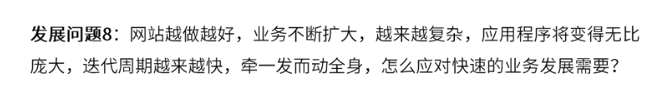 发展问题8：网站越做越好，业务不断扩大，越来越复杂，应用程序将变得无比
庞大，迭代周期越来越快，牵一发而动全身，怎么应对快速的业务发展需要？